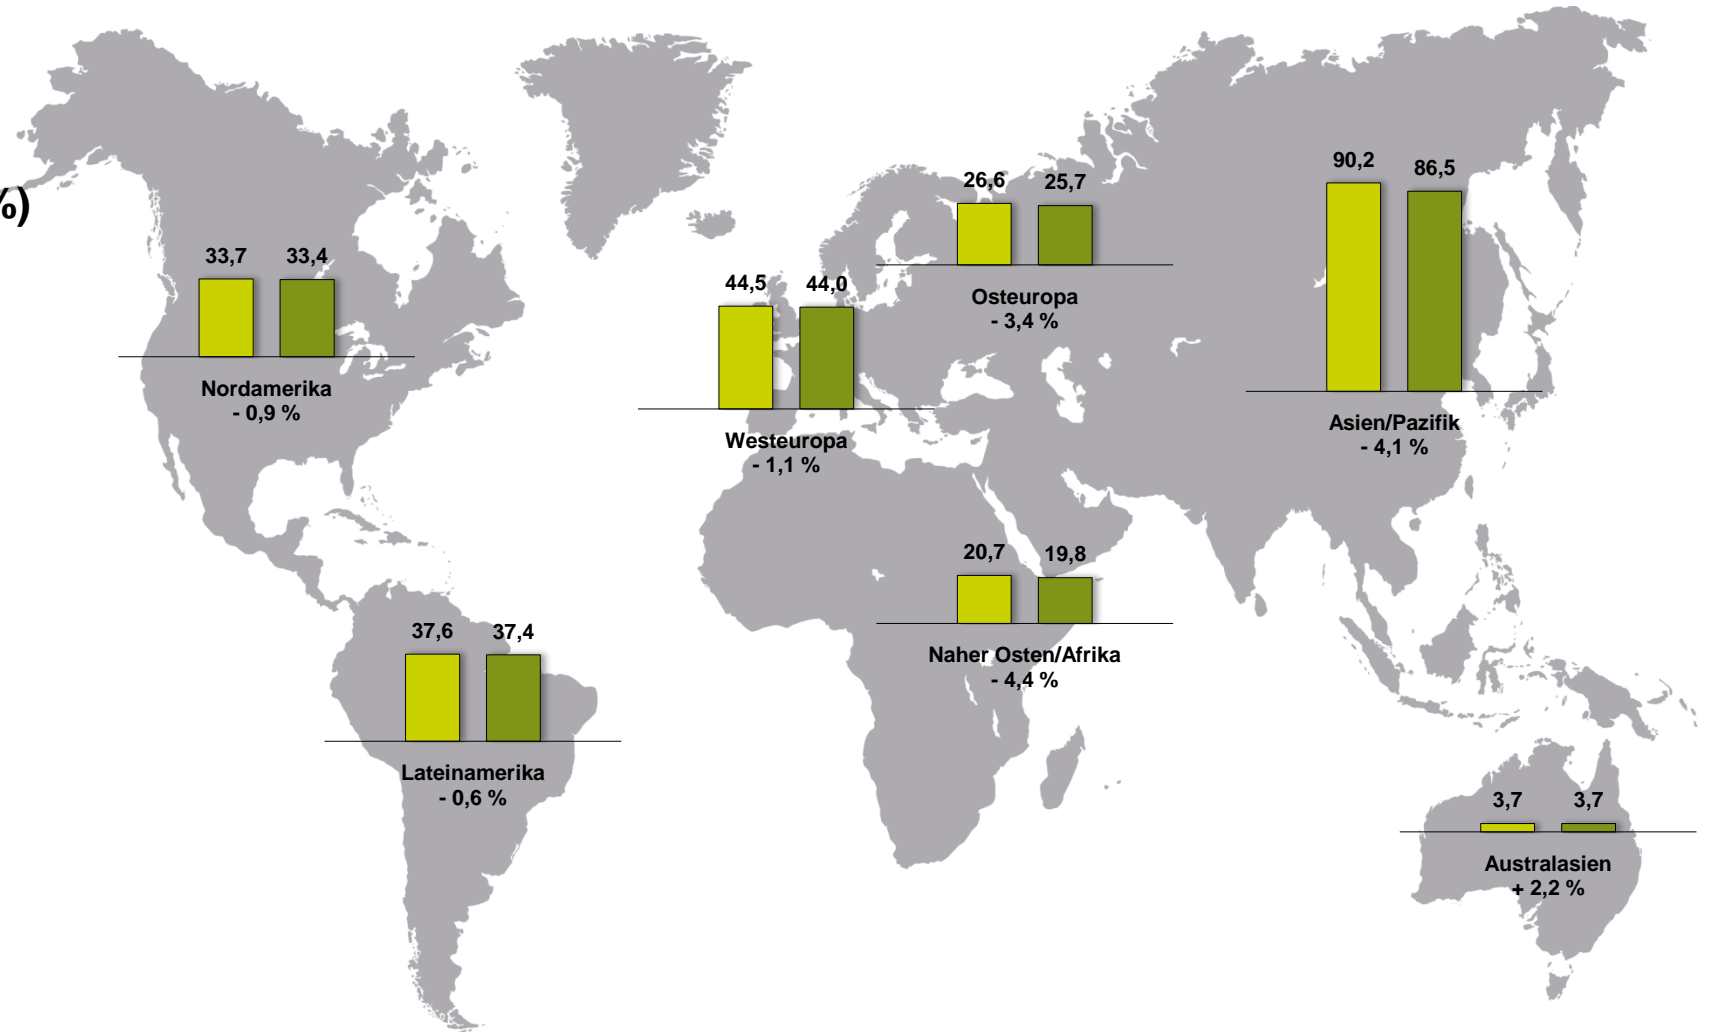 %)
33,7 33,4
Nordamerika
- 0,9 %
44,5 44,0
Westeuropa
- 1,1 %
26,6 25,7
Osteuropa
- 3,4 %
90,2 86,5
Asien/Pazifik
- 4,1 %
20,7 19,8
Naher Osten/Afrika
- 4,4 %
37,6 37,4
Lateinamerika
- 0,6 %
3,7 3,7
Australasien
+ 2,2 %